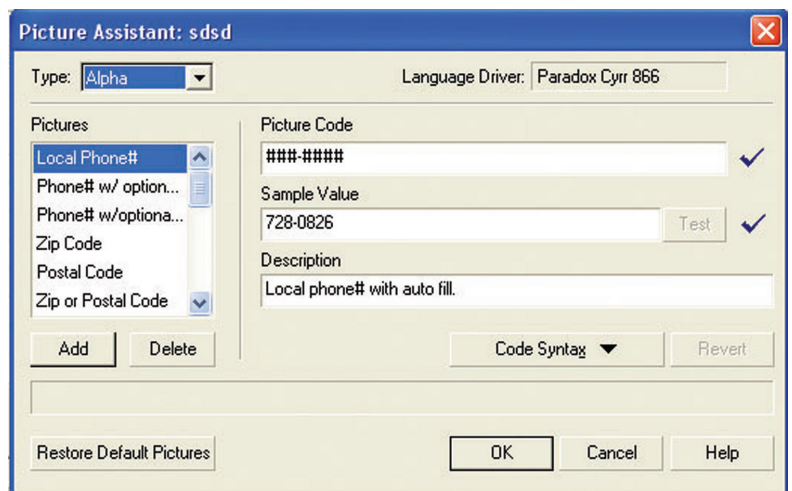 Picture Assistant: sdsd
Type: Alpha
Language Driver: Paradox Cyrr 866
Pictures
Local Phone#
Phone# w/ option...
Phone# w/optiona...
Zip Code
Postal Code
Zip or Postal Code
Add
Delete
Picture Code
###-####
Sample Value
728-0826
Test
Description
Local phone# with auto fill.
Code Syntax
Revert
Restore Default Pictures
OK
Cancel
Help